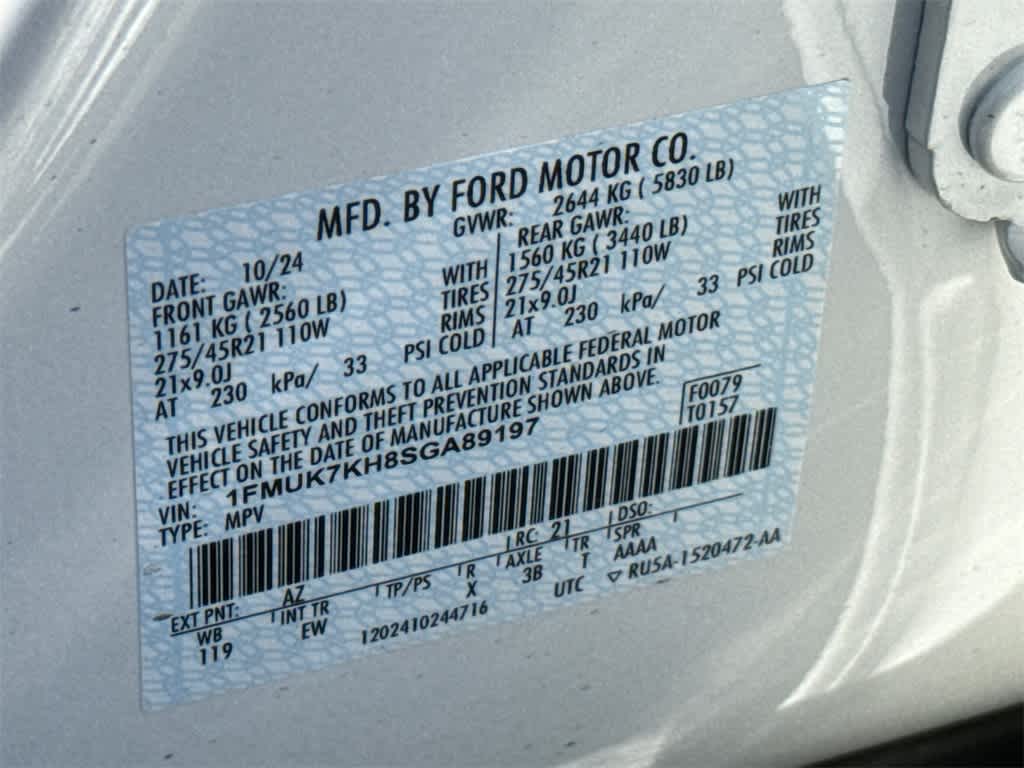 MFD. BY FORD MOTOR CO.
DATE: 10/24
GVWR: 2644 KG ( 5830 LB)
FRONT GAWR:
1161 KG ( 2560 LB) WITH
275/45R21 110W TIRES
21x9.0J RIMS
AT 230 kPa/ 33 PSI COLD
REAR GAWR:
1560 KG ( 3440 LB) WITH
275/45R21 110W TIRES
21x9.0J RIMS
AT 230 kPa/ 33 PSI COLD
THIS VEHICLE CONFORMS TO ALL APPLICABLE FEDERAL MOTOR
VEHICLE SAFETY AND THEFT PREVENTION STANDARDS IN
EFFECT ON THE DATE OF MANUFACTURE SHOWN ABOVE.
F0079
T0157
VIN: 1FMUK7KH8SGA89197
TYPE: MPV
EXT PNT: AZ RC: 21 DSO:
WB INT TR TP/PS R AXLE TR SPR
119 EW X 3B T AAAA
1202410244716 UTC ▽ RU5A-1520472-AA